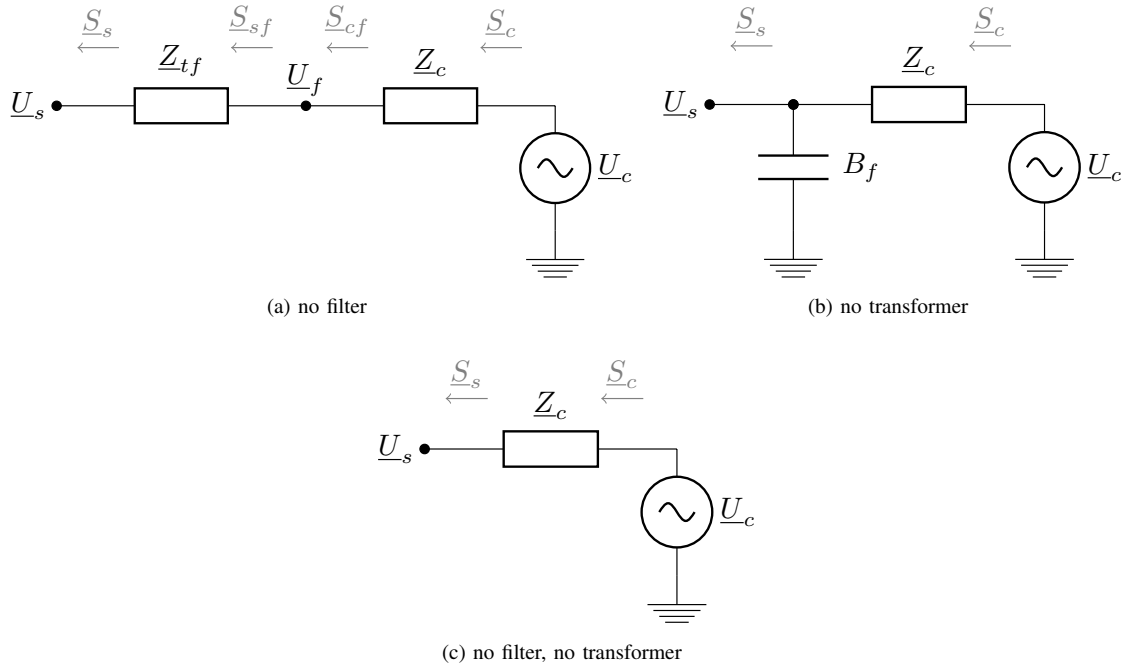 S_s S_sf S_cf S_c
Z_tf U_f Z_c
U_s
U_c
(a) no filter
S_s S_c
Z_c
U_s
B_f
U_c
(b) no transformer
S_s S_c
Z_c
U_s
U_c
(c) no filter, no transformer